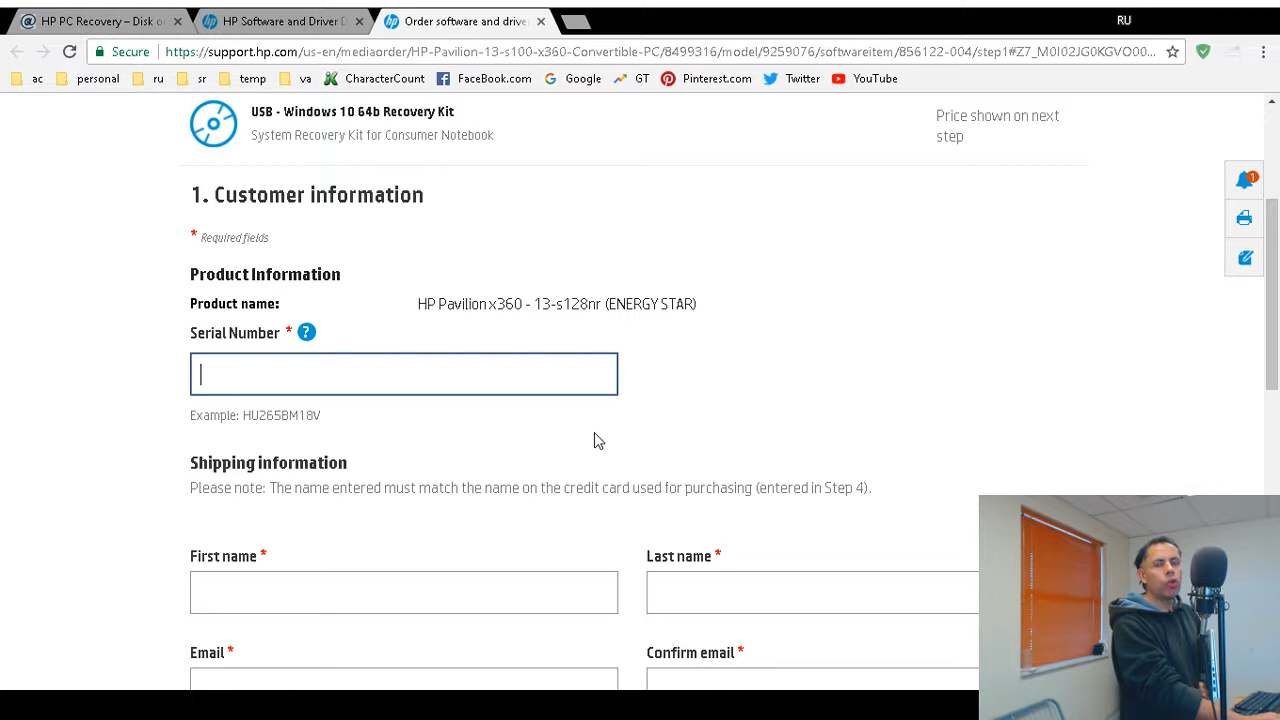 HP PC Recovery – Disk o
HP Software and Driver D
Order software and drive
RU
Secure
https://support.hp.com/us-en/mediaorder/HP-Pavilion-13-s100-x360-Convertible-PC/8499316/model/9259076/softwareitem/856122-004/step1#Z7_M0I02JG0KGVO00...
ac
personal
ru
sr
temp
va
CharacterCount
FaceBook.com
Google
GT
Pinterest.com
Twitter
YouTube
USB - Windows 10 64b Recovery Kit
System Recovery Kit for Consumer Notebook
Price shown on next
step
1
1. Customer information
* Required fields
Product Information
Product name:
HP Pavilion x360 - 13-s128nr (ENERGY STAR)
Serial Number * ?
Example: HU265BM18V
Shipping information
Please note: The name entered must match the name on the credit card used for purchasing (entered in Step 4).
First name *
Last name *
Email *
Confirm email *